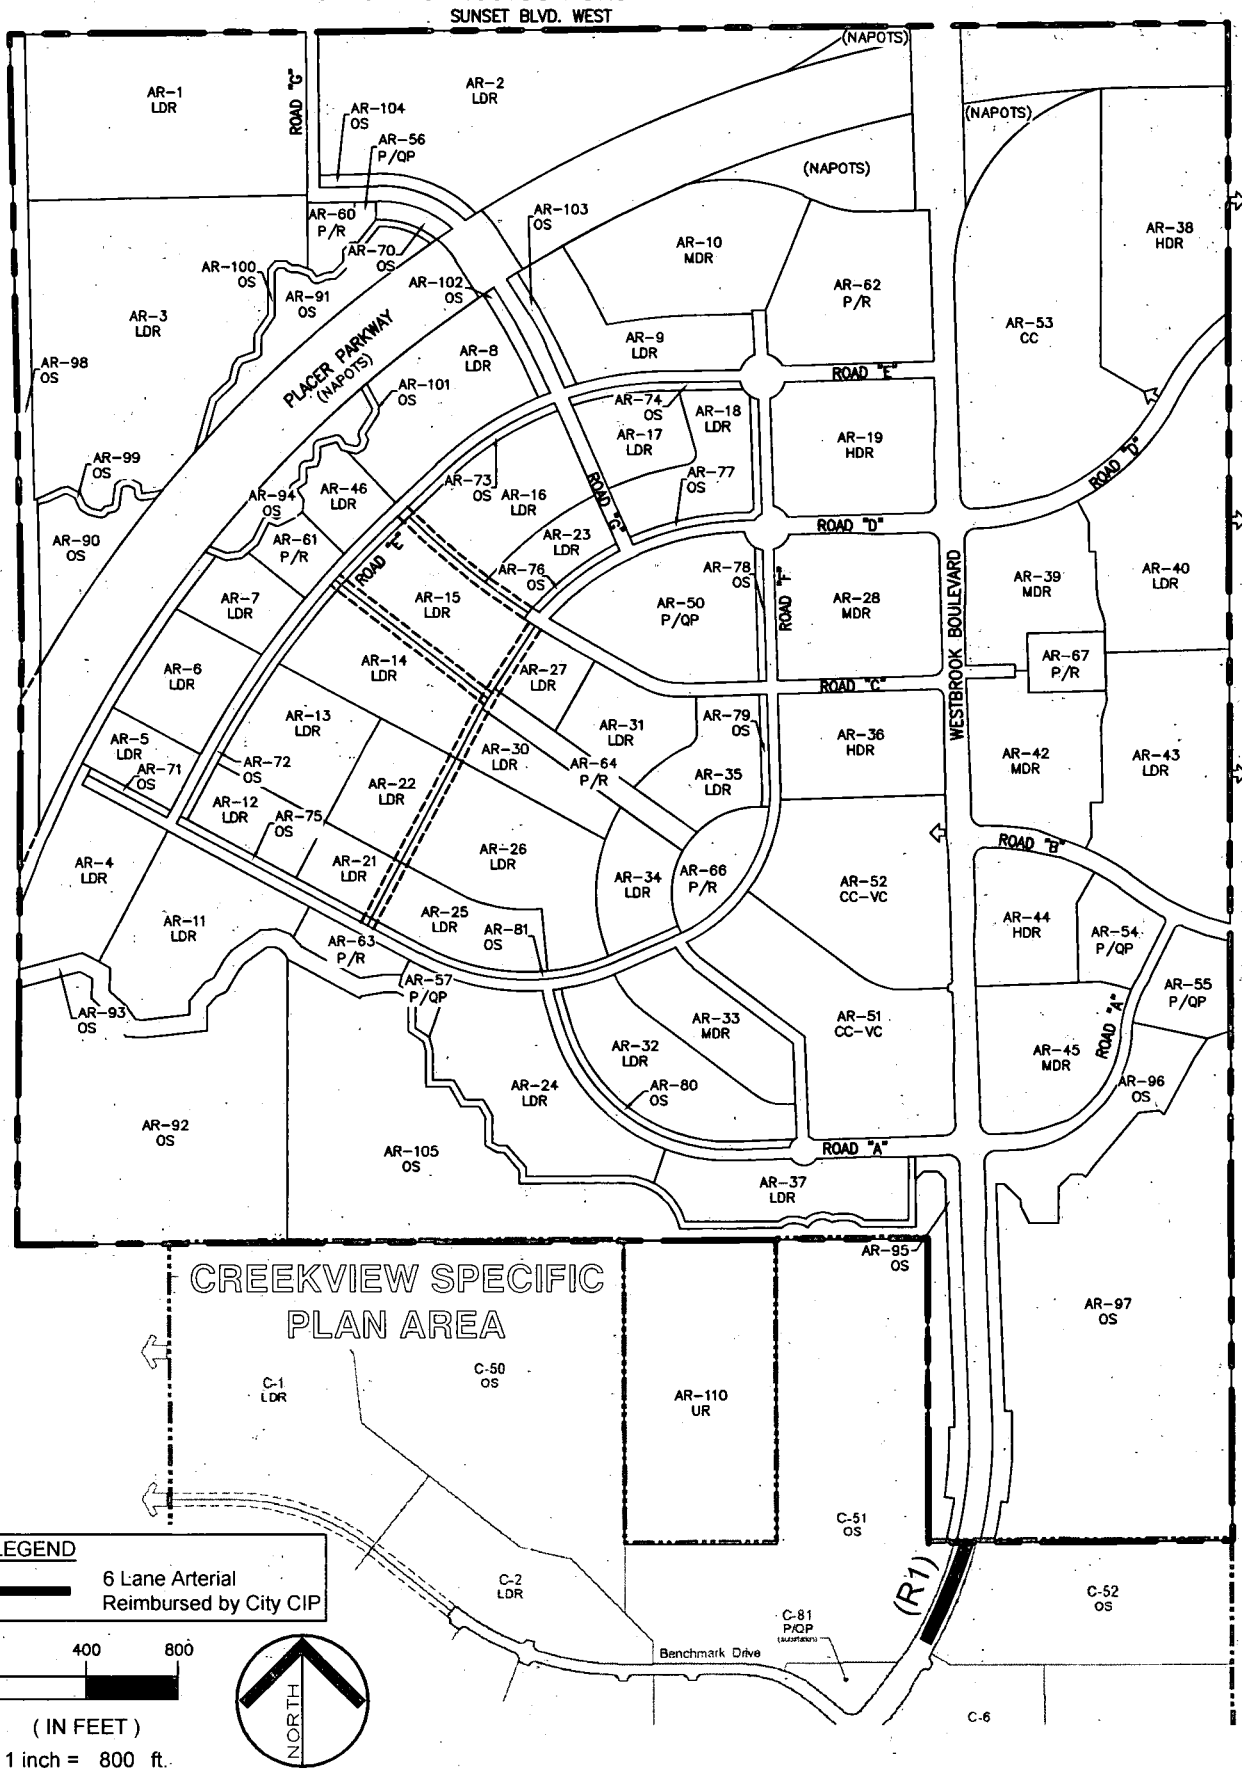 SUNSET BLVD. WEST
(NAPOTS)
AR-1
LDR
ROAD "G"
AR-2
LDR
AR-104
OS
AR-56
P/QP
(NAPOTS)
(NAPOTS)
AR-60
P/R
AR-70
OS
AR-103
OS
AR-10
MDR
AR-38
HDR
AR-100
OS
AR-91
OS
AR-102
OS
AR-62
P/R
AR-3
LDR
AR-53
CC
PLACER PARKWAY
(NAPOTS)
AR-8
LDR
AR-9
LDR
AR-98
OS
AR-101
OS
ROAD "E"
AR-74
OS
AR-18
LDR
AR-17
LDR
AR-19
HDR
AR-99
OS
AR-94
OS
AR-46
LDR
AR-73
OS
AR-16
LDR
ROAD "G"
AR-77
OS
ROAD "D"
AR-90
OS
AR-61
P/R
ROAD "E"
AR-23
LDR
ROAD "D"
AR-76
OS
AR-78
OS
AR-7
LDR
AR-15
LDR
AR-50
P/QP
ROAD "F"
AR-28
MDR
WESTBROOK BOULEVARD
AR-39
MDR
AR-40
LDR
AR-6
LDR
AR-14
LDR
AR-27
LDR
ROAD "C"
AR-67
P/R
AR-13
LDR
AR-5
LDR
AR-71
OS
AR-72
OS
AR-31
LDR
AR-79
OS
AR-36
HDR
AR-30
LDR
AR-64
P/R
AR-35
LDR
AR-42
MDR
AR-43
LDR
AR-22
LDR
AR-12
LDR
AR-75
OS
AR-4
LDR
AR-21
LDR
AR-26
LDR
AR-34
LDR
AR-66
P/R
AR-52
CC-VC
ROAD "B"
AR-11
LDR
AR-25
LDR
AR-81
OS
AR-44
HDR
AR-54
P/QP
AR-63
P/R
AR-57
P/QP
AR-55
P/QP
AR-93
OS
AR-33
MDR
AR-51
CC-VC
ROAD "A"
AR-32
LDR
AR-45
MDR
AR-24
LDR
AR-80
OS
AR-96
OS
AR-92
OS
AR-105
OS
ROAD "A"
AR-37
LDR
AR-95
OS
CREEKVIEW SPECIFIC
PLAN AREA
AR-97
OS
C-1
LDR
C-50
OS
AR-110
UR
C-51
OS
LEGEND
6 Lane Arterial
Reimbursed by City CIP
C-2
LDR
(R1)
C-52
OS
C-81
P/QP
(substation)
Benchmark Drive
400 800
( IN FEET )
1 inch = 800 ft.
NORTH
C-6